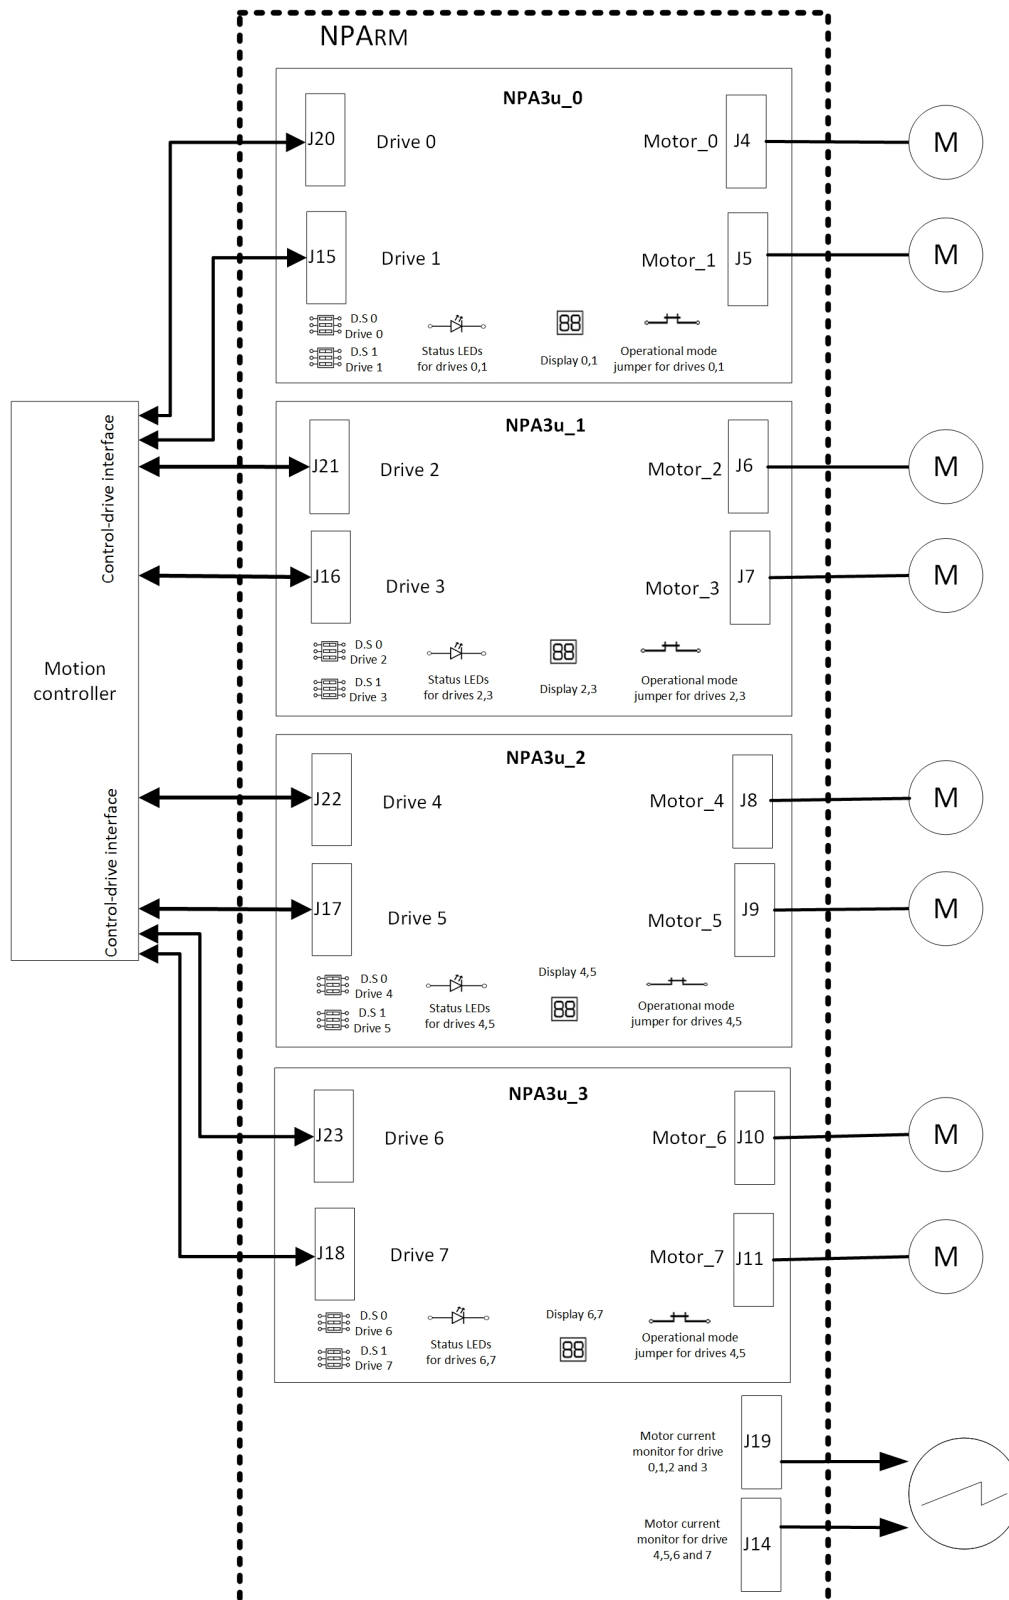 NPARM
NPA3u_0
J20
Drive 0
Motor_0
J4
M
J15
Drive 1
Motor_1
J5
M
D.S 0
Drive 0
D.S 1
Drive 1
Status LEDs
for drives 0,1
Display 0,1
Operational mode
jumper for drives 0,1
Motion
controller
Control-drive interface
Control-drive interface
NPA3u_1
J21
Drive 2
Motor_2
J6
M
J16
Drive 3
Motor_3
J7
M
D.S 0
Drive 2
D.S 1
Drive 3
Status LEDs
for drives 2,3
Display 2,3
Operational mode
jumper for drives 2,3
NPA3u_2
J22
Drive 4
Motor_4
J8
M
J17
Drive 5
Motor_5
J9
M
D.S 0
Drive 4
D.S 1
Drive 5
Status LEDs
for drives 4,5
Display 4,5
Operational mode
jumper for drives 4,5
NPA3u_3
J23
Drive 6
Motor_6
J10
M
J18
Drive 7
Motor_7
J11
M
D.S 0
Drive 6
D.S 1
Drive 7
Status LEDs
for drives 6,7
Display 6,7
Operational mode
jumper for drives 4,5
Motor current
monitor for drive
0,1,2 and 3
J19
Motor current
monitor for drive
4,5,6 and 7
J14